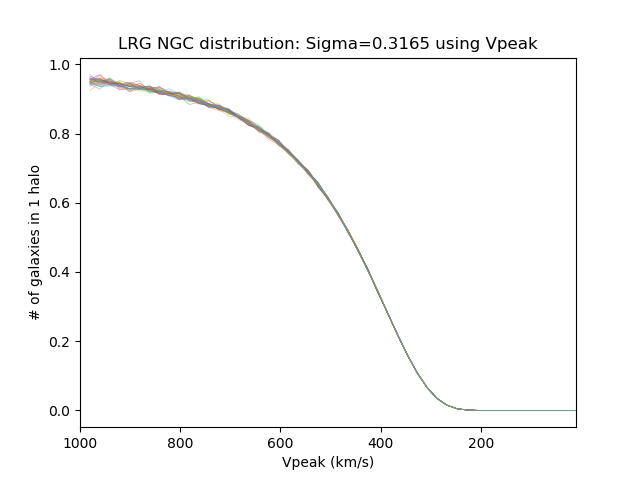 LRG NGC distribution: Sigma=0.3165 using Vpeak
1.0
0.8
0.6
0.4
0.2
0.0
# of galaxies in 1 halo
1000 800 600 400 200
Vpeak (km/s)